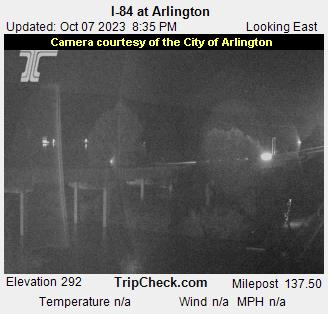 I-84 at Arlington
Updated: Oct 07 2023 8:35 PM Looking East
Camera courtesy of the City of Arlington
Elevation 292 TripCheck.com Milepost 137.50
Temperature n/a Wind n/a MPH n/a